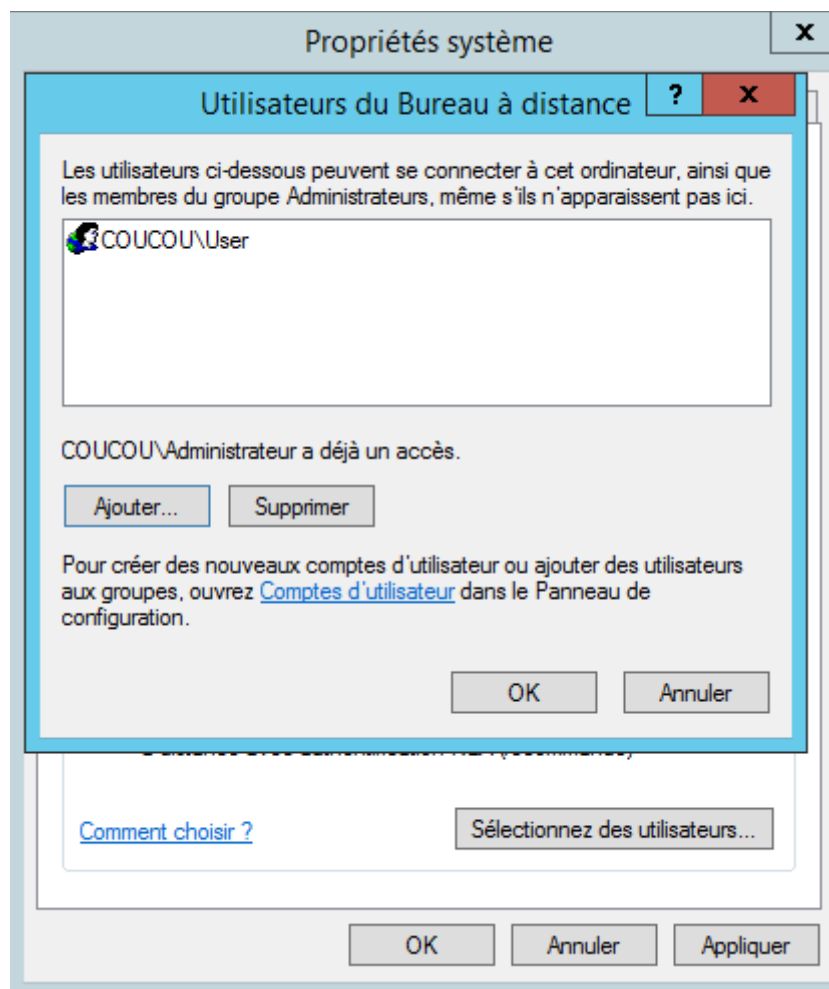 Propriétés système
x
Utilisateurs du Bureau à distance
?
x
Les utilisateurs ci-dessous peuvent se connecter à cet ordinateur, ainsi que
les membres du groupe Administrateurs, même s'ils n'apparaissent pas ici.
COUCOU\User
COUCOU\Administrateur a déjà un accès.
Ajouter...
Supprimer
Pour créer des nouveaux comptes d'utilisateur ou ajouter des utilisateurs
aux groupes, ouvrez Comptes d'utilisateur dans le Panneau de
configuration.
OK
Annuler
Comment choisir ?
Sélectionnez des utilisateurs...
OK
Annuler
Appliquer